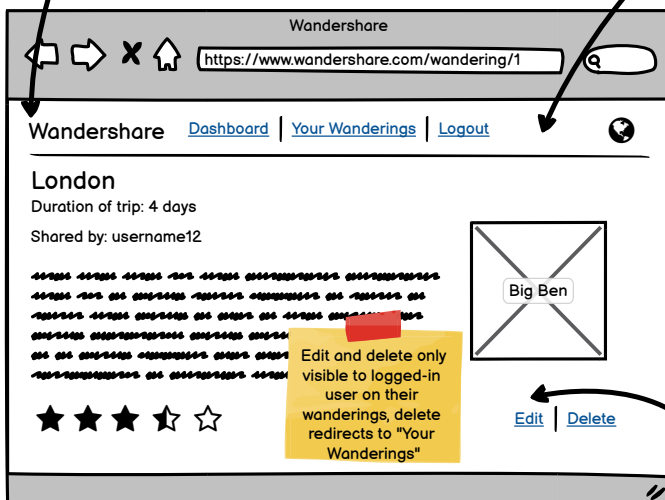 Wandershare
https://www.wandershare.com/wandering/1
Wandershare Dashboard Your Wanderings Logout
London
Duration of trip: 4 days
Shared by: username12
Big Ben
Edit and delete only
visible to logged-in
user on their
wanderings, delete
redirects to "Your
Wanderings"
Edit Delete